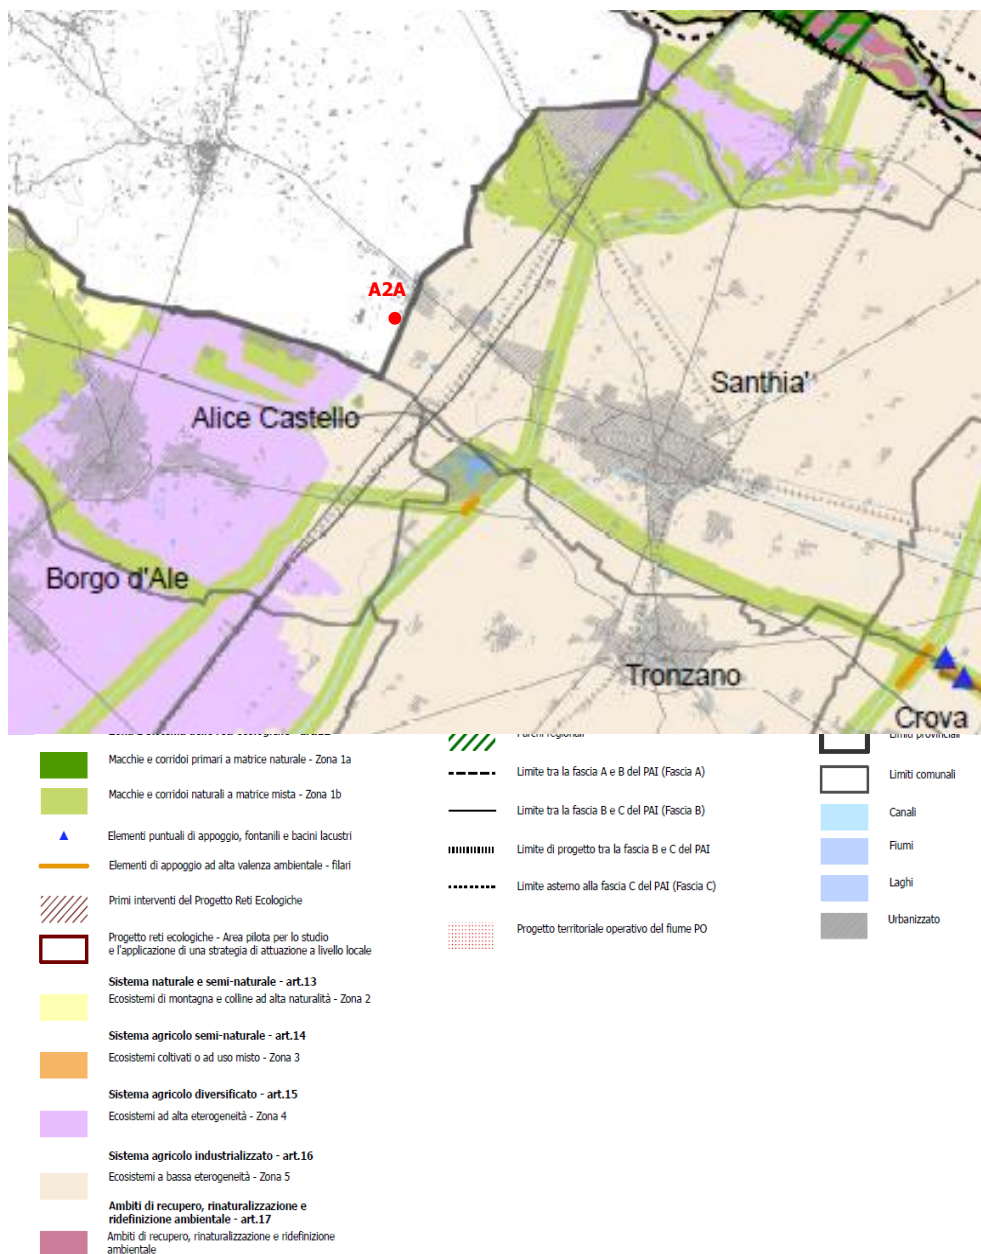 A2A
Santhia'
Alice Castello
Borgo d'Ale
Tronzano
Crova
Macchie e corridoi primari a matrice naturale - Zona 1a
Macchie e corridoi naturali a matrice mista - Zona 1b
Elementi puntuali di appoggio, fontanili e bacini lacustri
Elementi di appoggio ad alta valenza ambientale - filari
Primi interventi del Progetto Reti Ecologiche
Progetto reti ecologiche - Area pilota per lo studio
e l'applicazione di una strategia di attuazione a livello locale
Sistema naturale e semi-naturale - art.13
Ecosistemi di montagna e colline ad alta naturalità - Zona 2
Sistema agricolo semi-naturale - art.14
Ecosistemi coltivati o ad uso misto - Zona 3
Sistema agricolo diversificato - art.15
Ecosistemi ad alta eterogeneità - Zona 4
Sistema agricolo industrializzato - art.16
Ecosistemi a bassa eterogeneità - Zona 5
Ambiti di recupero, rinaturalizzazione e
ridefinizione ambientale - art.17
Ambiti di recupero, rinaturalizzazione e ridefinizione
ambientale
Parchi regionali
Limite tra la fascia A e B del PAI (Fascia A)
Limite tra la fascia B e C del PAI (Fascia B)
Limite di progetto tra la fascia B e C del PAI
Limite asterno alla fascia C del PAI (Fascia C)
Progetto territoriale operativo del fiume PO
Limiti provinciali
Limiti comunali
Canali
Fiumi
Laghi
Urbanizzato